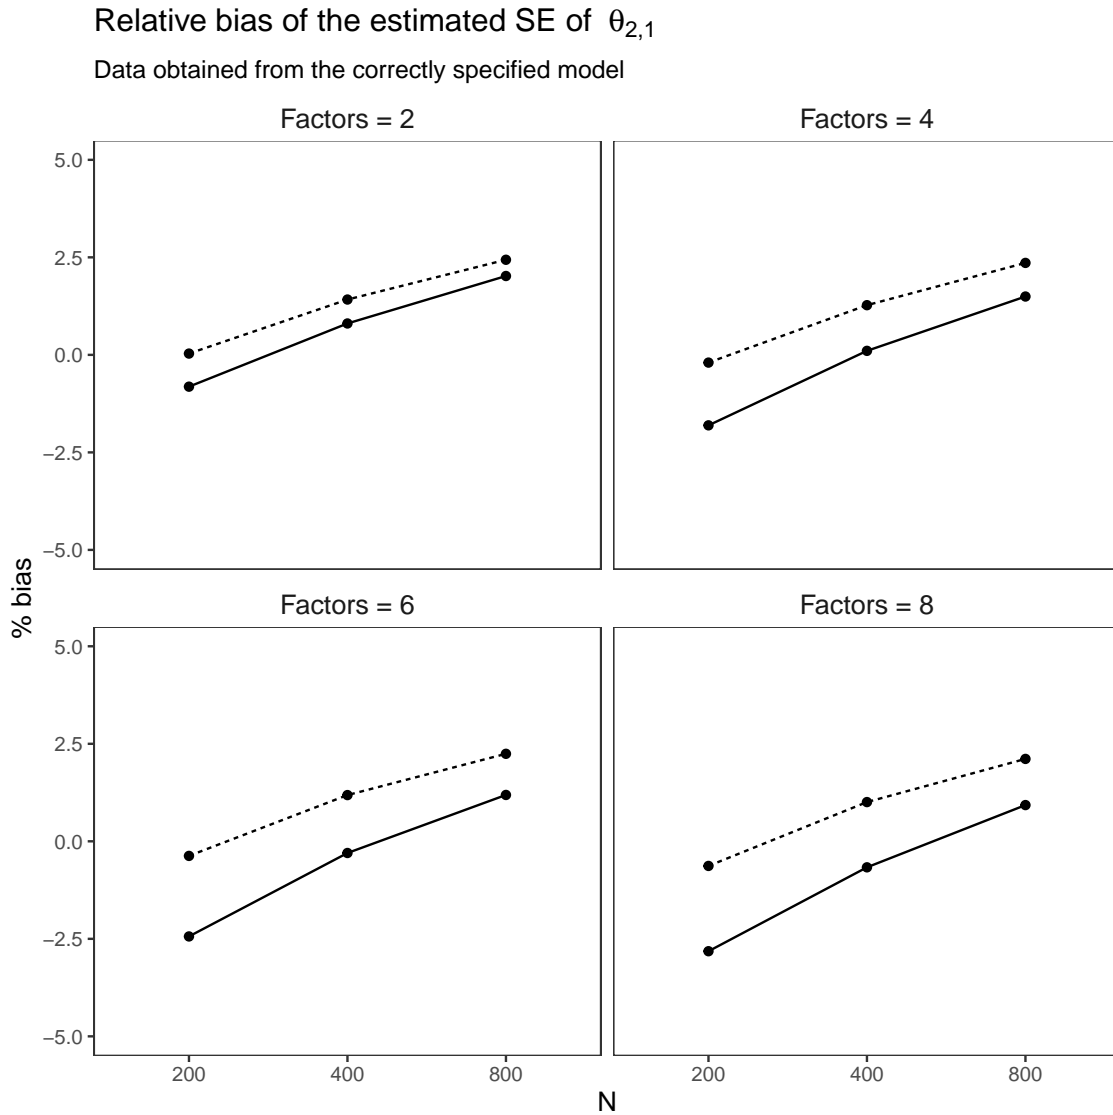 Relative bias of the estimated SE of θ2,1
Data obtained from the correctly specified model
Factors = 2
Factors = 4
5.0
2.5
0.0
−2.5
−5.0
% bias
Factors = 6
Factors = 8
5.0
2.5
0.0
−2.5
−5.0
200 400 800
200 400 800
N